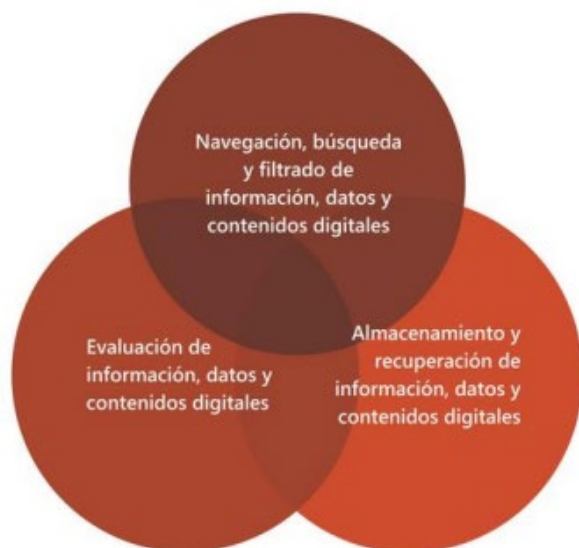 Navegación, búsqueda
y filtrado de
información, datos y
contenidos digitales
Evaluación de
información, datos y
contenidos digitales
Almacenamiento y
recuperación de
información, datos y
contenidos digitales